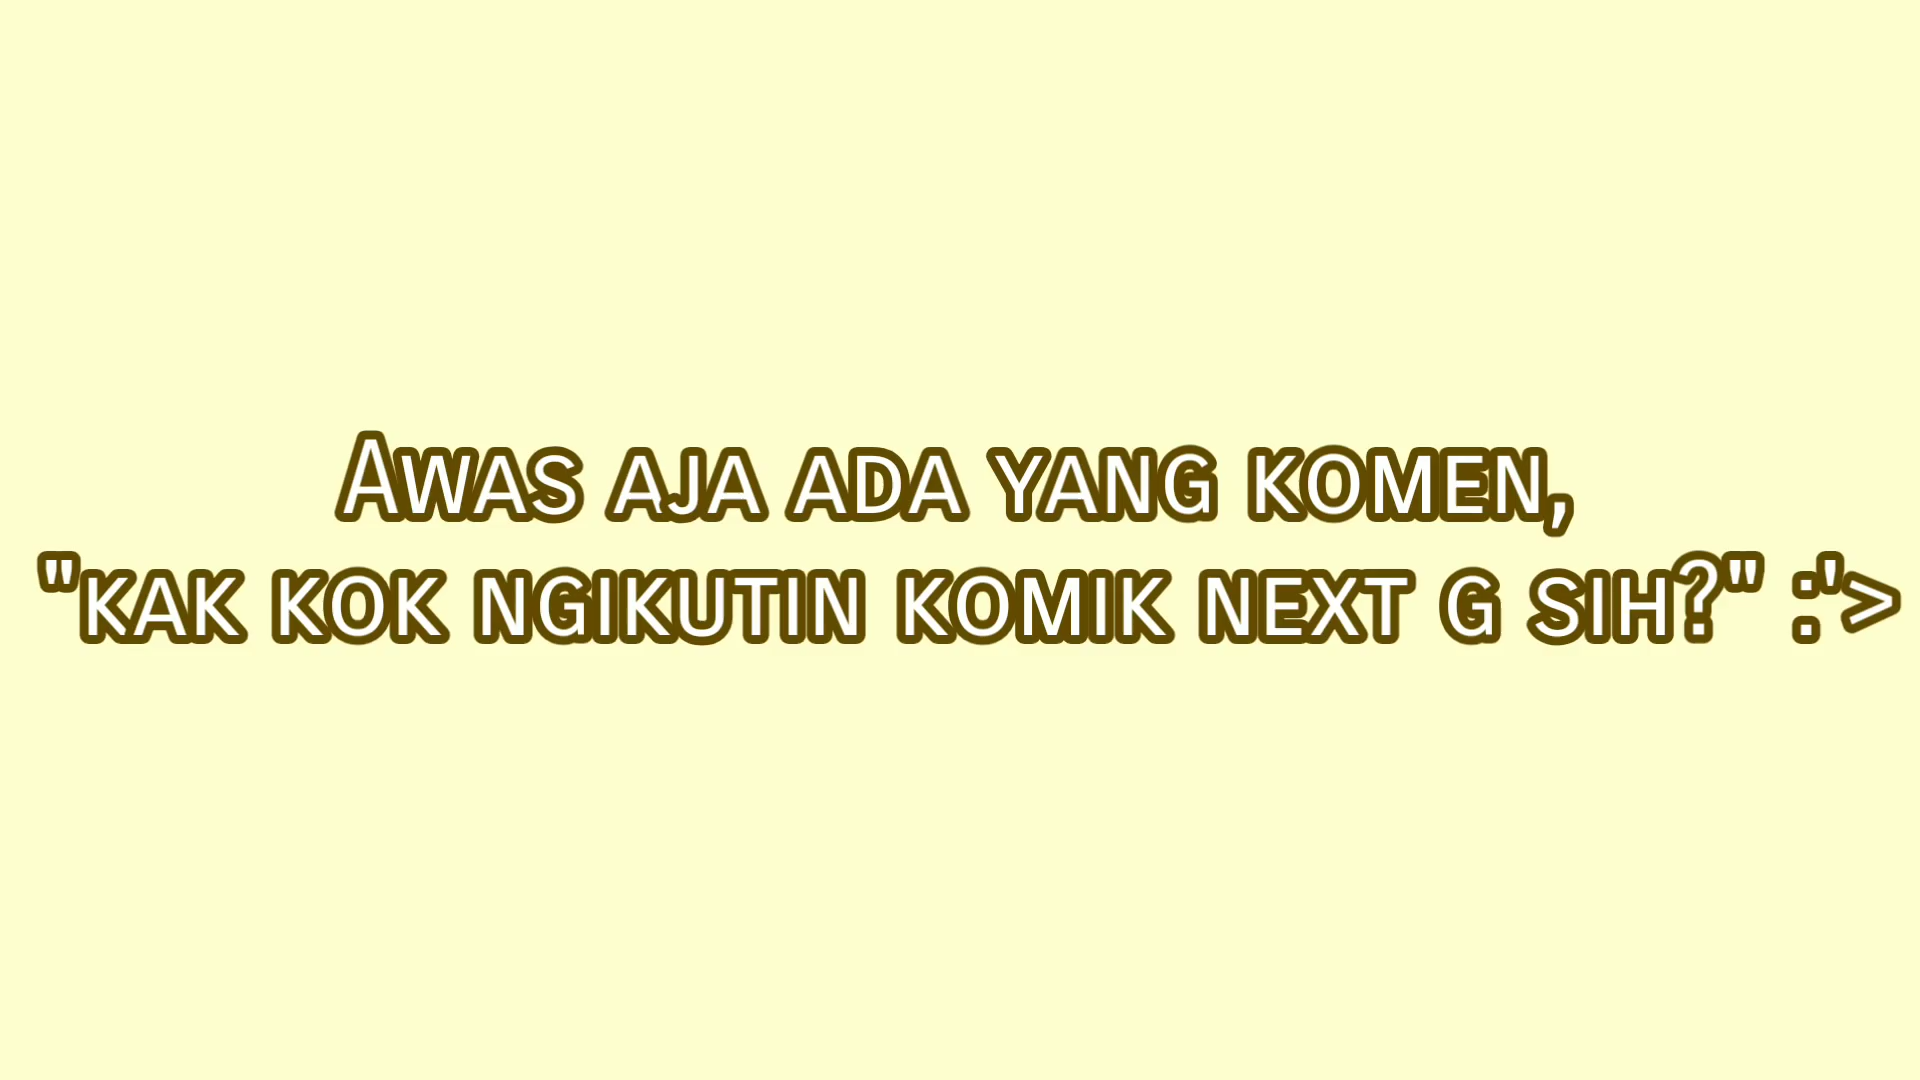 Awas aja ada yang komen,
"kak kok ngikutin komik next g sih?" :'>